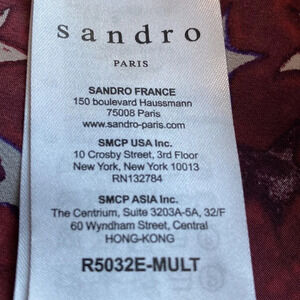 sandro
PARIS
SANDRO FRANCE
150 boulevard Haussmann
75008 Paris
www.sandro-paris.com
SMCP USA Inc.
10 Crosby Street, 3rd Floor
New York, New York 10013
RN132784
SMCP ASIA Inc.
The Centrium, Suite 3203A-5A, 32/F
60 Wyndham Street, Central
HONG-KONG
R5032E-MULT